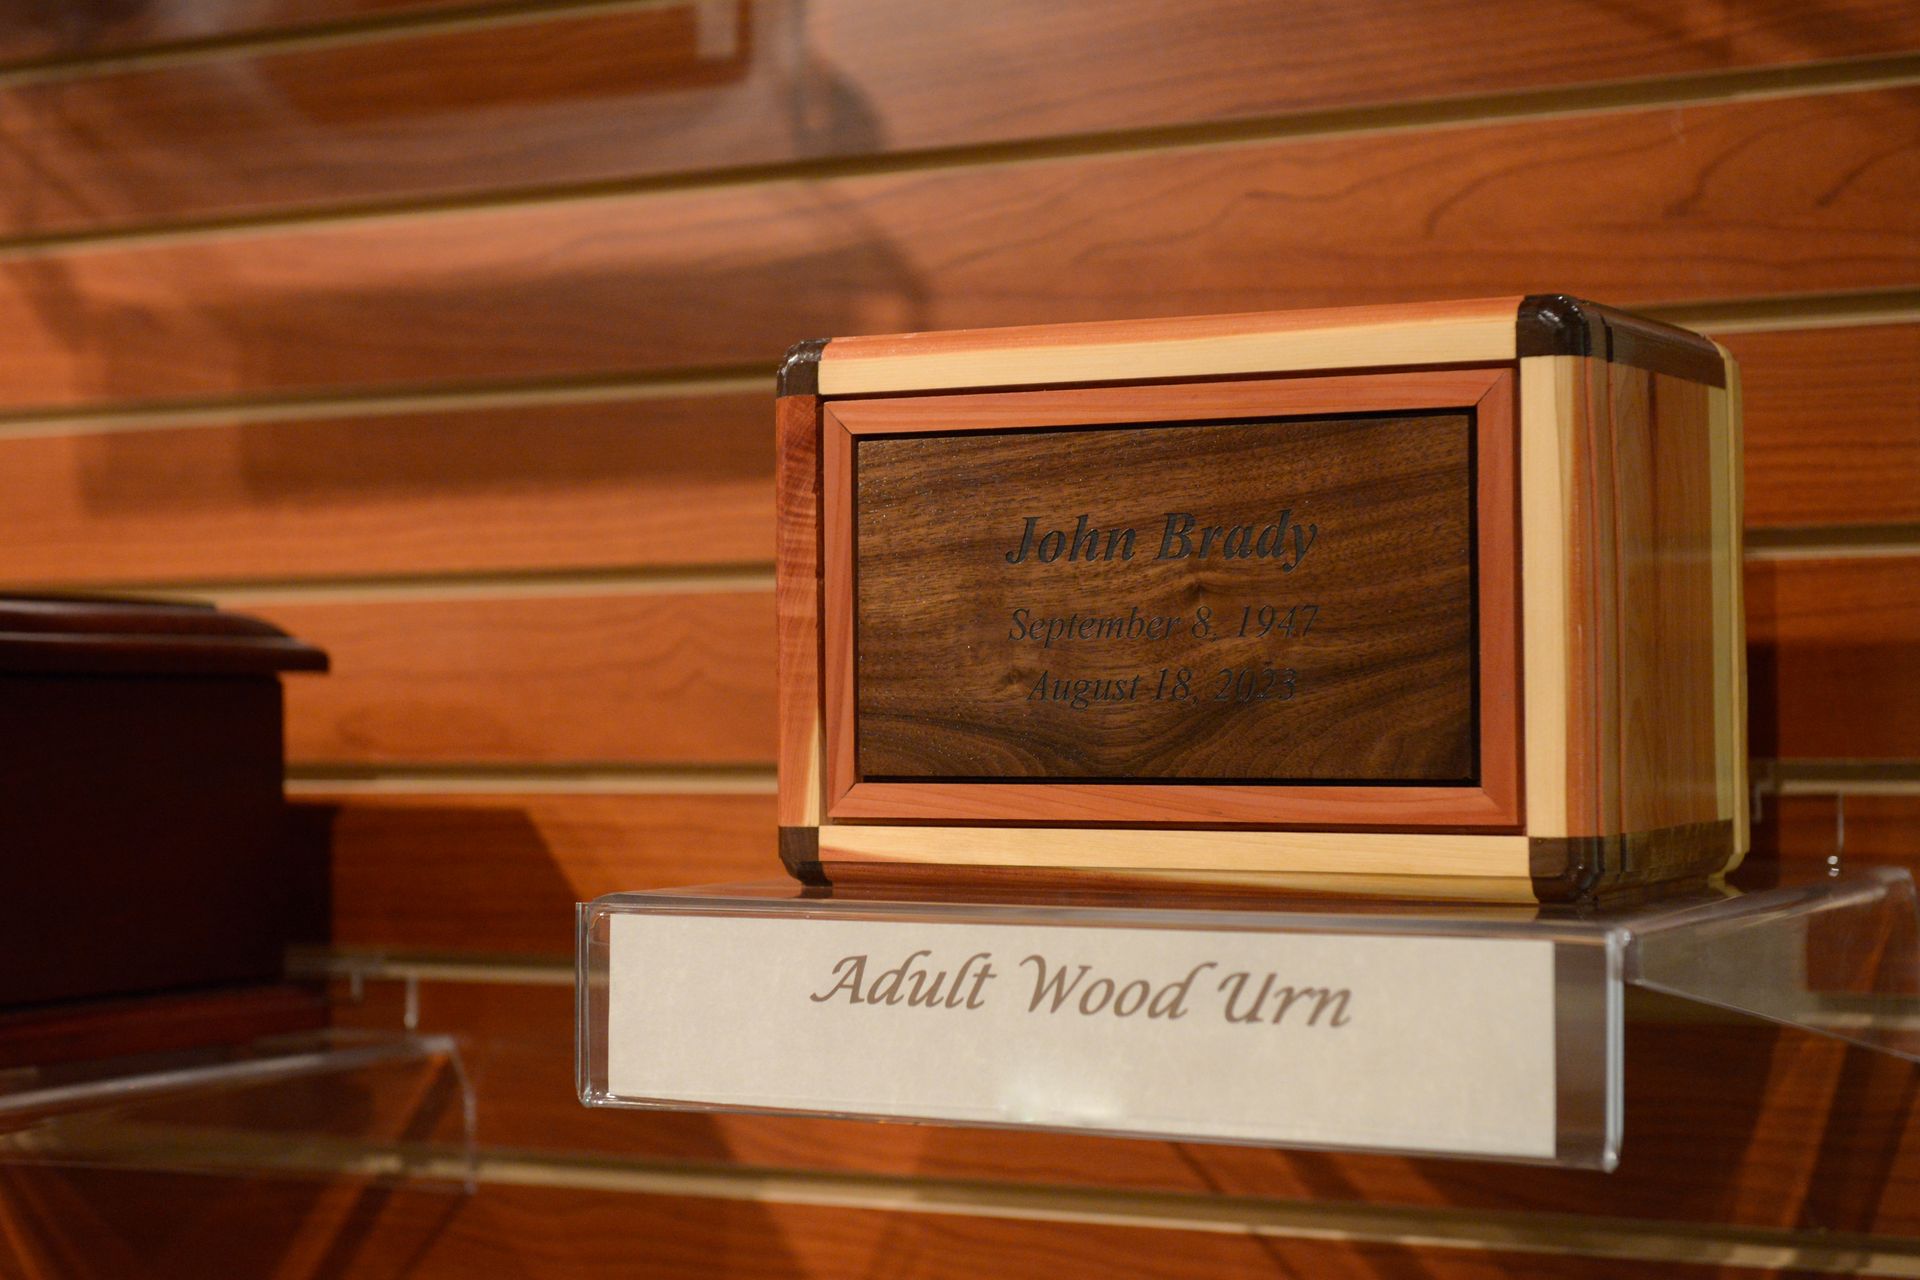 John Brady
September 8, 1947
August 18, 2023
Adult Wood Urn